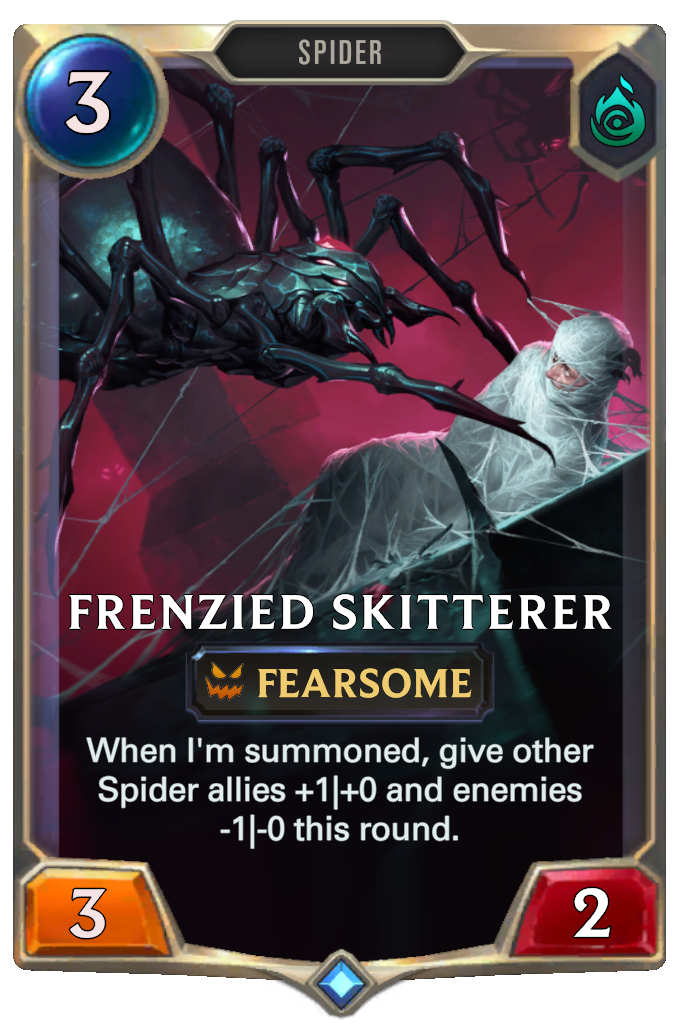 SPIDER
3
FRENZIED SKITTERER
FEARSOME
When I'm summoned, give other
Spider allies +1|+0 and enemies
-1|-0 this round.
3
2